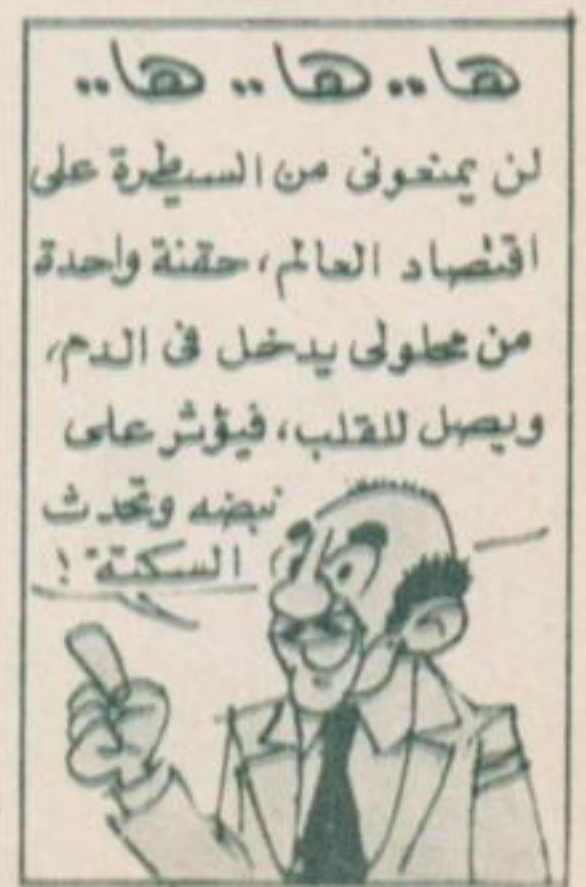 ها.. ها.. ها..
لن يمنعونى من السيطرة على
اقتصاد العالم، حقنة واحدة
من محلولى يدخل فى الدم،
ويصل للقلب، فيؤثر على
نبضه وتحدث
السكتة !